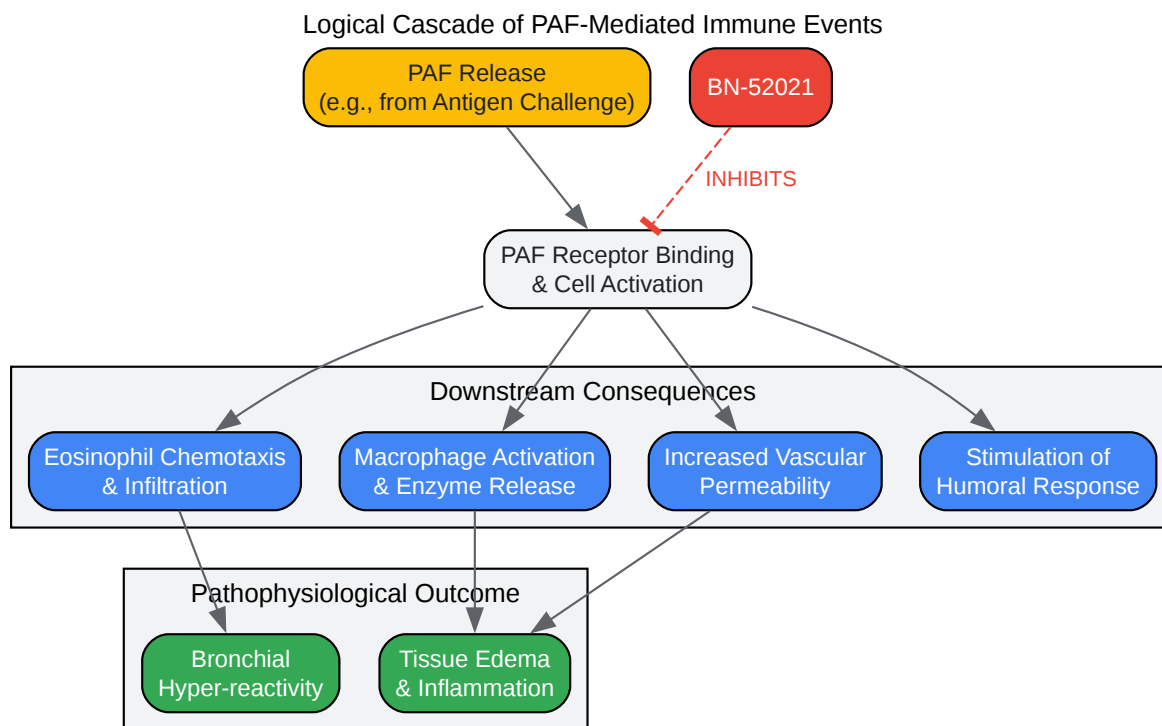 Logical Cascade of PAF-Mediated Immune Events
PAF Release
(e.g., from Antigen Challenge)
BN-52021
INHIBITS
PAF Receptor Binding
& Cell Activation
Downstream Consequences
Eosinophil Chemotaxis
& Infiltration
Macrophage Activation
& Enzyme Release
Increased Vascular
Permeability
Stimulation of
Humoral Response
Pathophysiological Outcome
Bronchial
Hyper-reactivity
Tissue Edema
& Inflammation